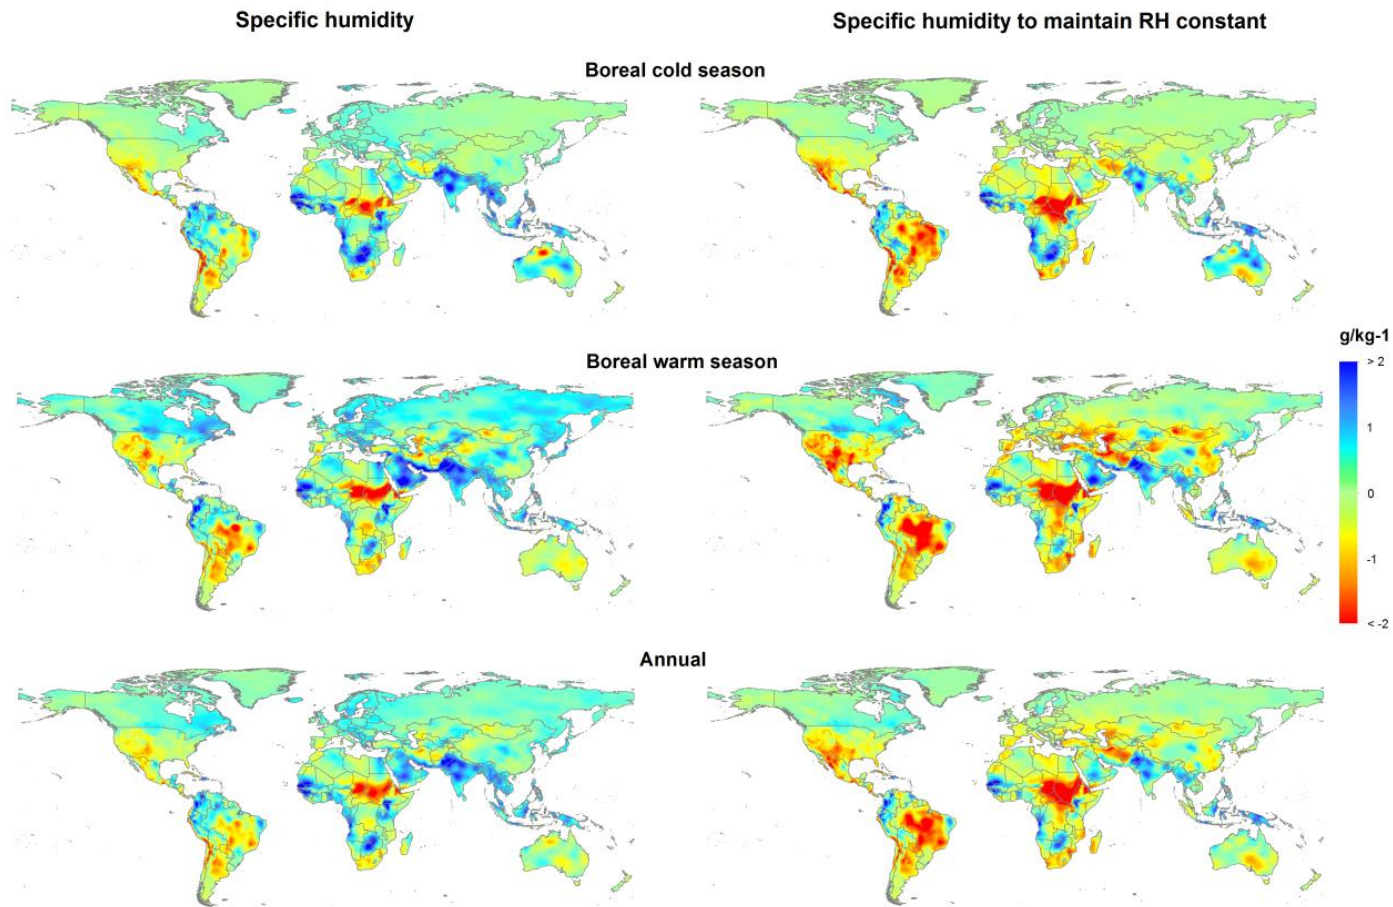 Specific humidity
Specific humidity to maintain RH constant
Boreal cold season
Boreal warm season
Annual
g/kg-1
> 2
1
0
-1
< -2